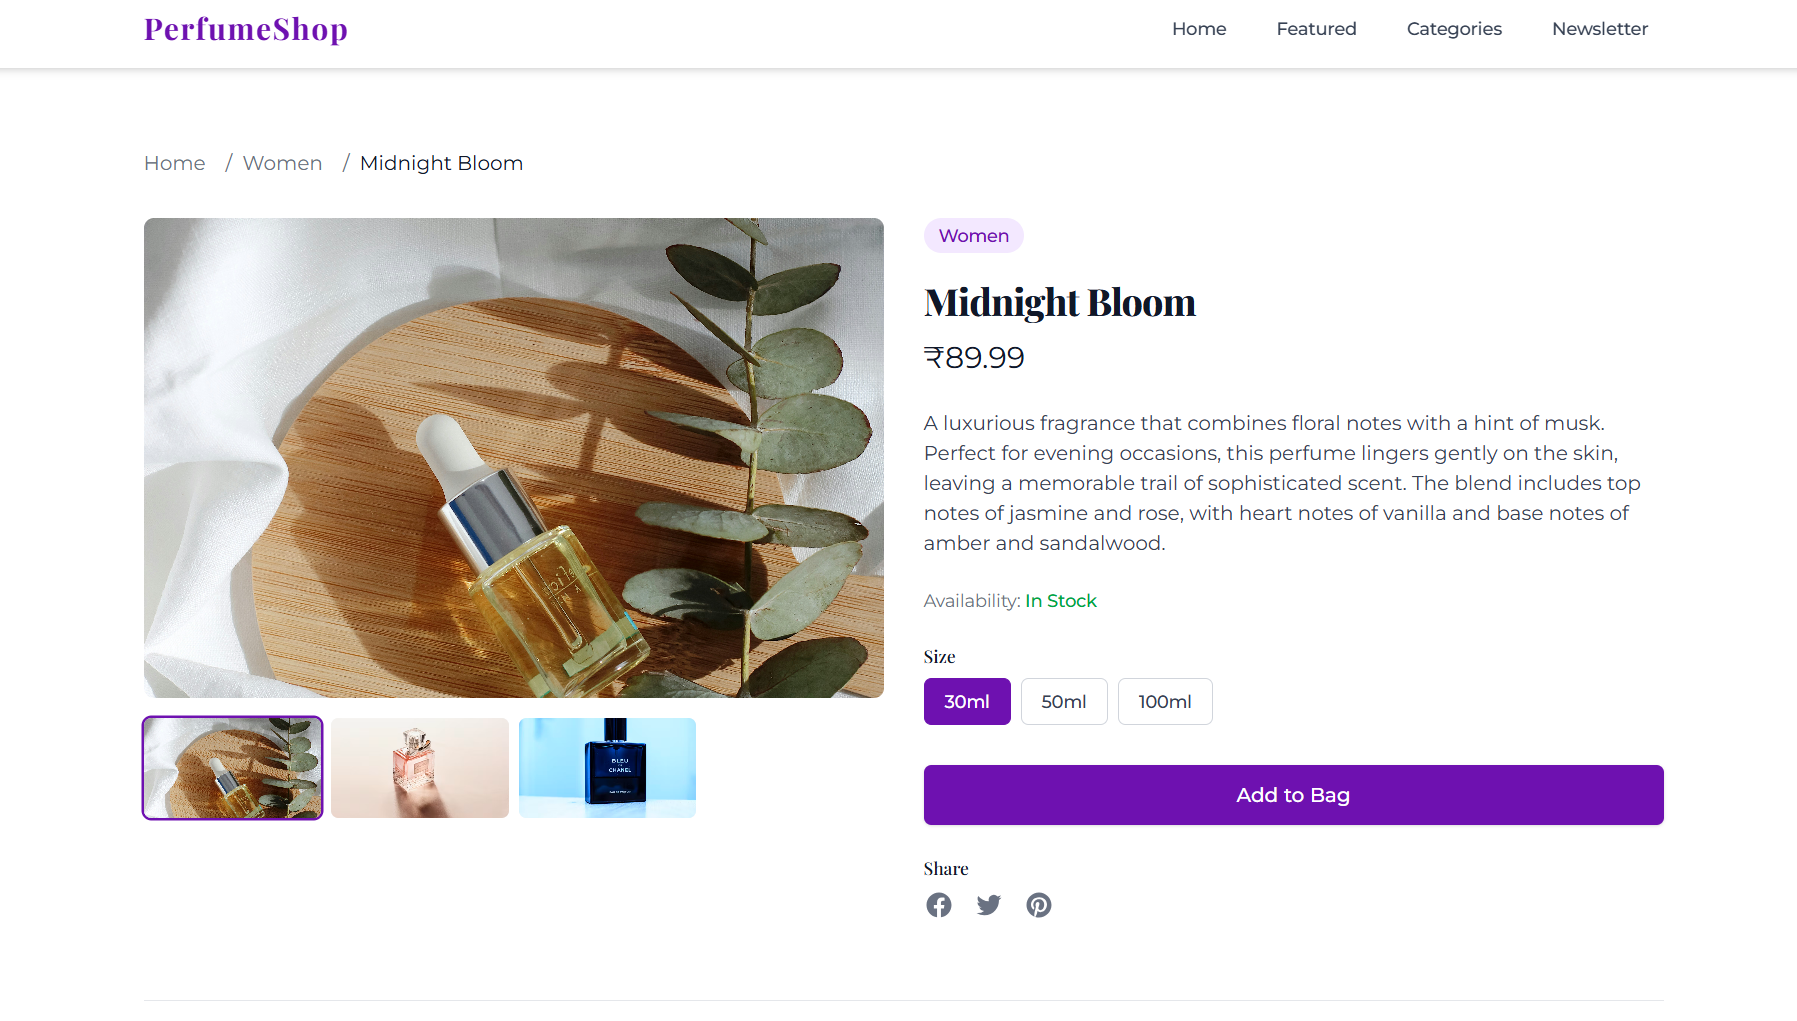 PerfumeShop
Home Featured Categories Newsletter
Home / Women / Midnight Bloom
Women
Midnight Bloom
₹89.99
A luxurious fragrance that combines floral notes with a hint of musk.
Perfect for evening occasions, this perfume lingers gently on the skin,
leaving a memorable trail of sophisticated scent. The blend includes top
notes of jasmine and rose, with heart notes of vanilla and base notes of
amber and sandalwood.
Availability: In Stock
Size
30ml 50ml 100ml
BLEU
DE
CHANEL
Add to Bag
Share